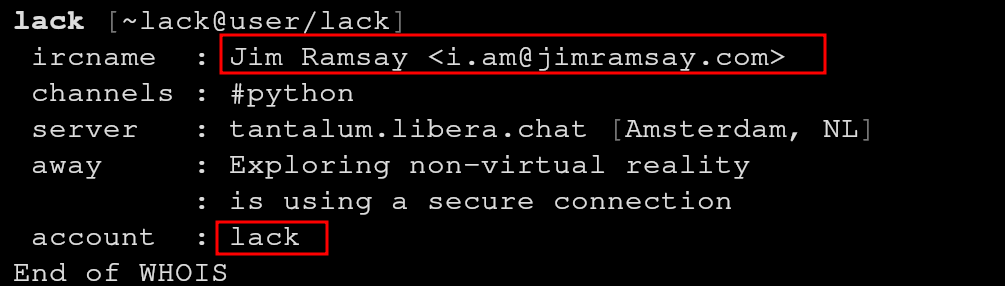 lack [~lack@user/lack]
ircname : Jim Ramsay <i.am@jimramsay.com>
channels : #python
server : tantalum.libera.chat [Amsterdam, NL]
away : Exploring non-virtual reality
: is using a secure connection
account : lack
End of WHOIS